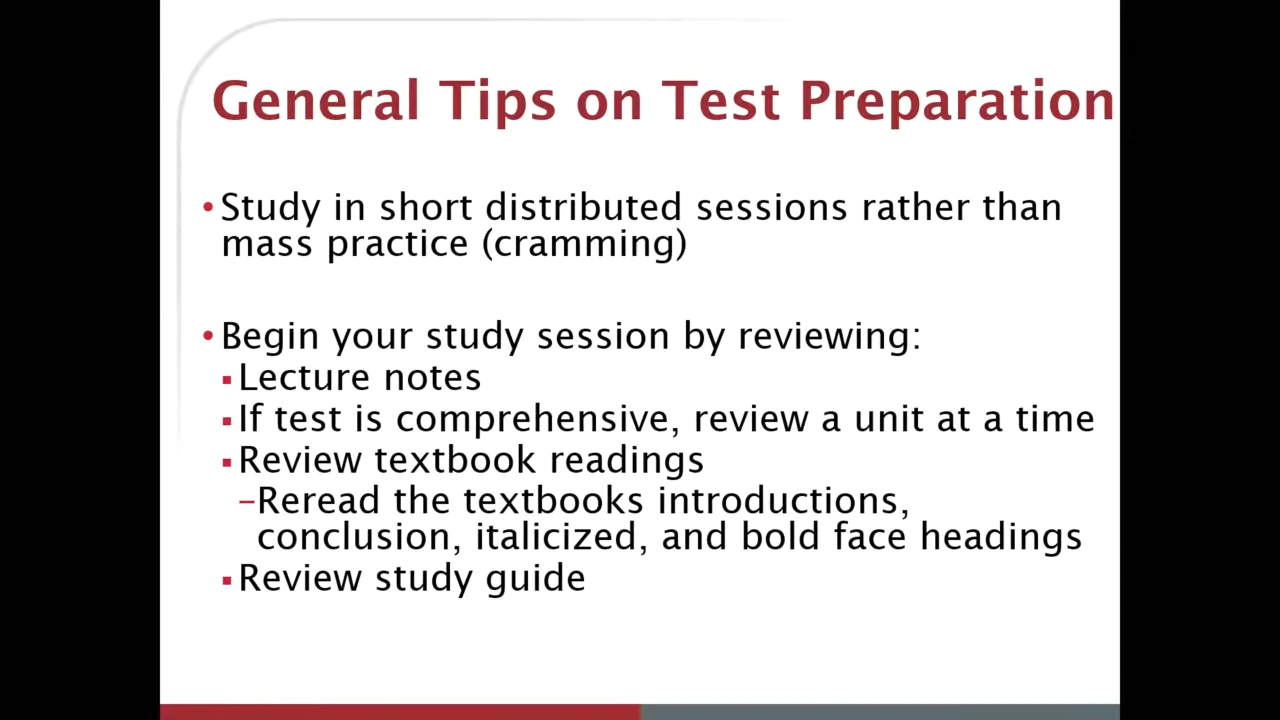 General Tips on Test Preparation
• Study in short distributed sessions rather than
mass practice (cramming)
• Begin your study session by reviewing:
▪ Lecture notes
▪ If test is comprehensive, review a unit at a time
▪ Review textbook readings
– Reread the textbooks introductions,
conclusion, italicized, and bold face headings
▪ Review study guide